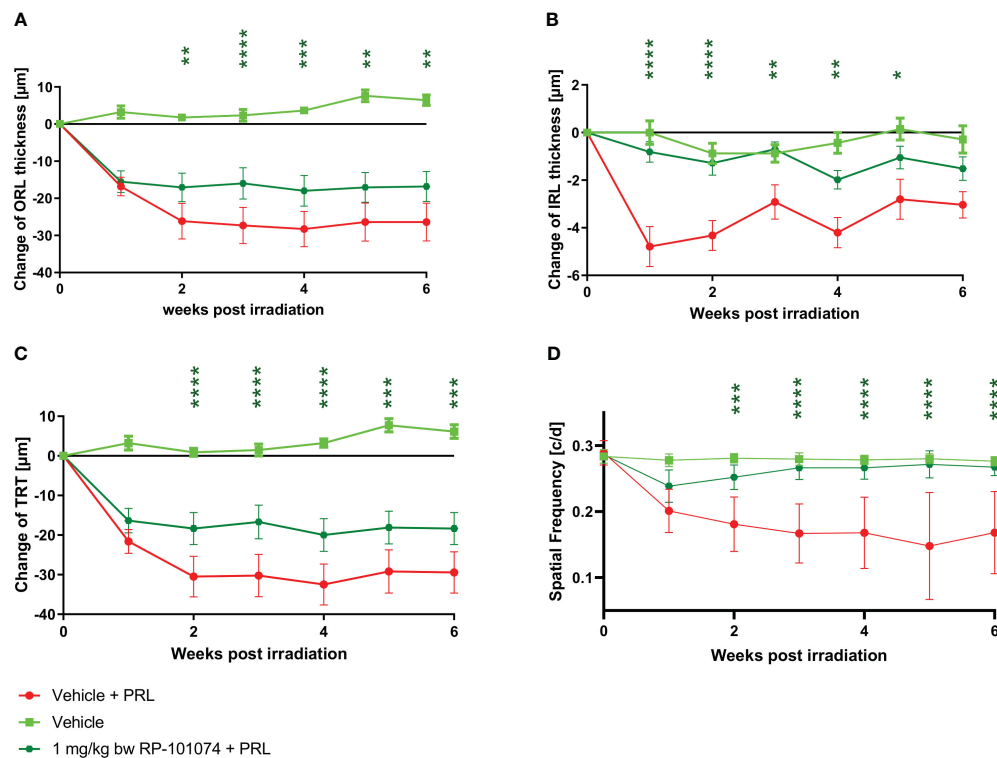 A
** **** *** ** **
Change of ORL thickness [µm]
10
0
-10
-20
-30
-40
0 2 4 6
weeks post irradiation
B
**** **** ** ** *
Change of IRL thickness [µm]
2
0
-2
-4
-6
0 1 2 3 4 5 6
Weeks post irradiation
C
**** **** **** *** ***
Change of TRT [µm]
10
0
-10
-20
-30
-40
0 2 4 6
Weeks post irradiation
D
*** **** **** **** ****
Spatial Frequency [c/d]
0.3
0.2
0.1
0 2 4 6
Weeks post irradiation
Vehicle + PRL
Vehicle
1 mg/kg bw RP-101074 + PRL